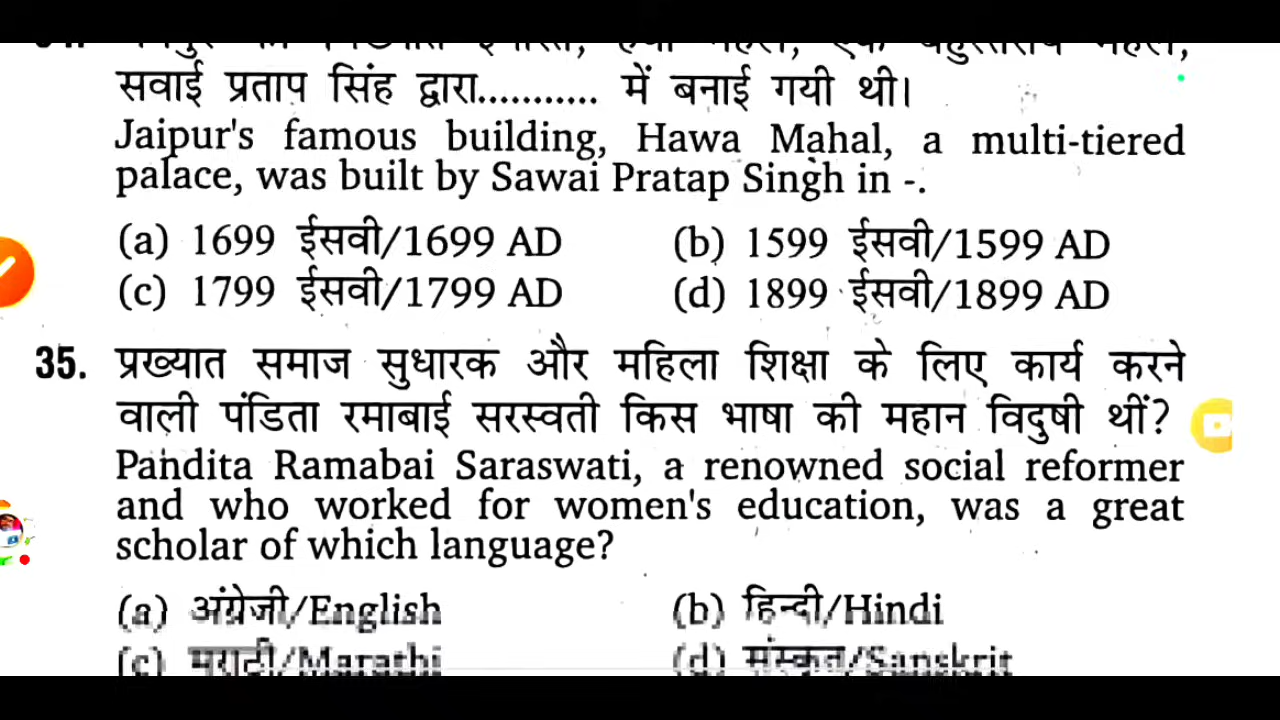 सवाई प्रताप सिंह द्वारा............ में बनाई गयी थी।
Jaipur's famous building, Hawa Mahal, a multi-tiered
palace, was built by Sawai Pratap Singh in -.
(a) 1699 ईसवी/1699 AD (b) 1599 ईसवी/1599 AD
(c) 1799 ईसवी/1799 AD (d) 1899 ईसवी/1899 AD
35. प्रख्यात समाज सुधारक और महिला शिक्षा के लिए कार्य करने
वाली पंडिता रमाबाई सरस्वती किस भाषा की महान विदुषी थीं?
Pandita Ramabai Saraswati, a renowned social reformer
and who worked for women's education, was a great
scholar of which language?
(a) अंग्रेजी/English (b) हिन्दी/Hindi
(c) मराठी/Marathi (d) संस्कृत/Sanskrit